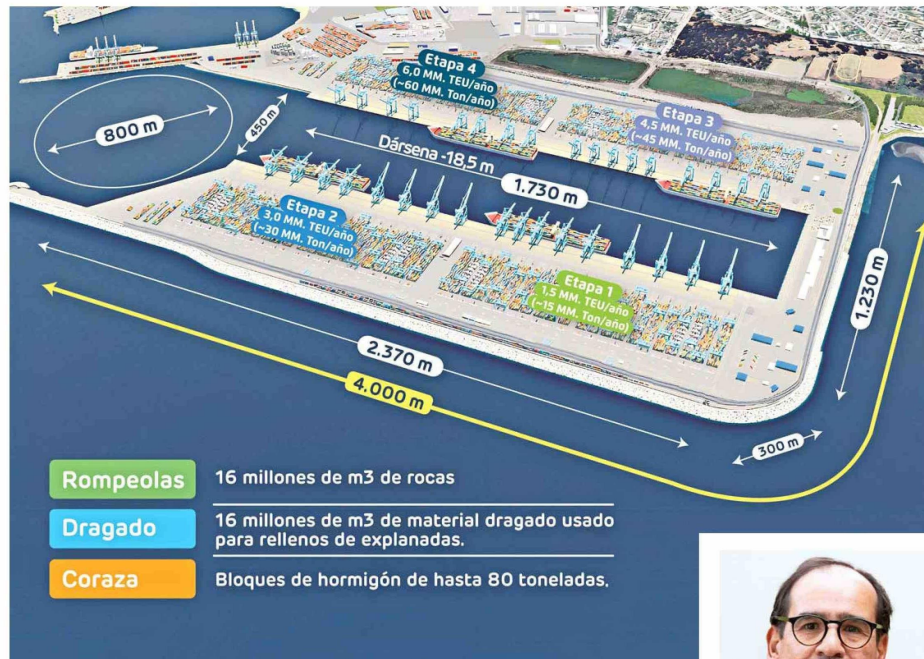 Etapa 4
6,0 MM. TEU/año
(~60 MM. Ton/año)
Etapa 3
4,5 MM. TEU/año
(~45 MM. Ton/año)
450 m
800 m
Dársena -18,5 m
1.730 m
Etapa 2
3,0 MM. TEU/año
(~30 MM. Ton/año)
Etapa 1
1,5 MM. TEU/año
(~15 MM. Ton/año)
1.230 m
2.370 m
4.000 m
300 m
Rompeolas 16 millones de m3 de rocas
Dragado 16 millones de m3 de material dragado usado
para rellenos de explanadas.
Coraza Bloques de hormigón de hasta 80 toneladas.